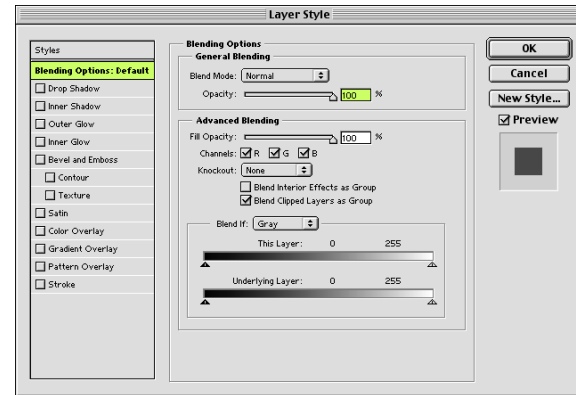 Layer Style
Styles
Blending Options: Default
Drop Shadow
Inner Shadow
Outer Glow
Inner Glow
Bevel and Emboss
Contour
Texture
Satin
Color Overlay
Gradient Overlay
Pattern Overlay
Stroke
Blending Options
General Blending
Blend Mode: Normal
Opacity: 100 %
Advanced Blending
Fill Opacity: 100 %
Channels: R G B
Knockout: None
Blend Interior Effects as Group
Blend Clipped Layers as Group
Blend If: Gray
This Layer: 0 255
Underlying Layer: 0 255
OK
Cancel
New Style...
Preview